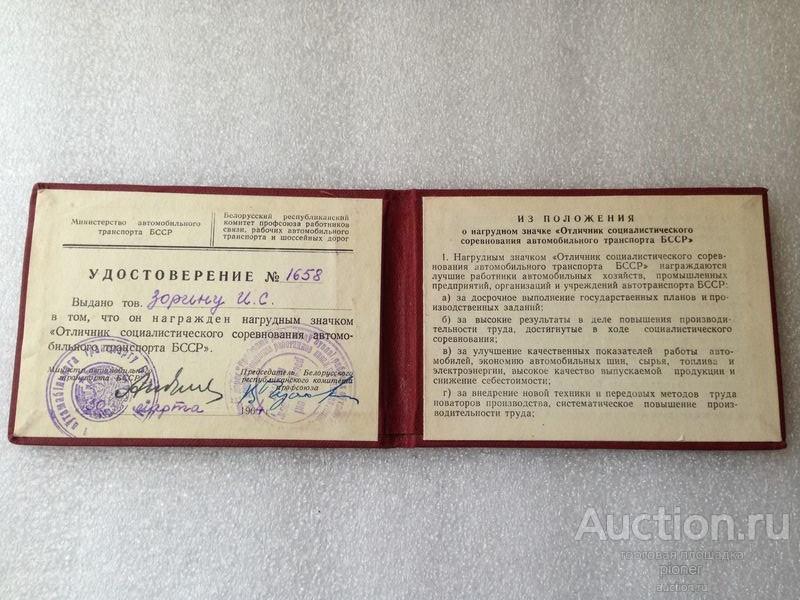 Министерство автомобильного
транспорта БССР
Белорусский республиканский
комитет профсоюза работников
связи, рабочих автомобильного
транспорта и шоссейных дорог
УДОСТОВЕРЕНИЕ № 1658
Выдано тов. Зорину И.С.
в том, что он награжден нагрудным значком
«Отличник социалистического соревнования автомо-
бильного транспорта БССР».
Министр автомобильного
транспорта БССР
Председатель Белорусского
республиканского комитета
профсоюза
30 марта 196
ИЗ ПОЛОЖЕНИЯ
о нагрудном значке «Отличник социалистического
соревнования автомобильного транспорта БССР»
1. Нагрудным значком «Отличник социалистического сорев-
нования автомобильного транспорта БССР» награждаются
лучшие работники автомобильных хозяйств, промышленных
предприятий, организаций и учреждений автотранспорта БССР:
а) за досрочное выполнение государственных планов и про-
изводственных заданий;
б) за высокие результаты в деле повышения производи-
тельности труда, достигнутые в ходе социалистического
соревнования;
в) за улучшение качественных показателей работы авто-
мобилей, экономию автомобильных шин, сырья, топлива и
электроэнергии, высокое качество выпускаемой продукции и
снижение себестоимости;
г) за внедрение новой техники и передовых методов труда
новаторов производства, систематическое повышение произ-
водительности труда;
Auction.ru
торговая площадка
pioner
auction.ru